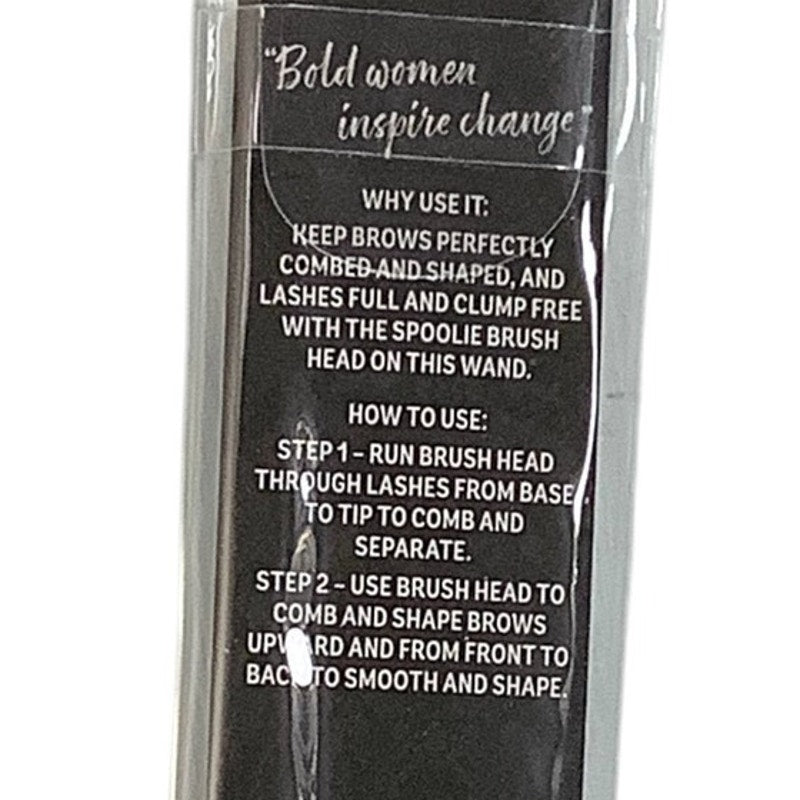 "Bold women
inspire change"
WHY USE IT:
KEEP BROWS PERFECTLY
COMBED AND SHAPED, AND
LASHES FULL AND CLUMP FREE
WITH THE SPOOLIE BRUSH
HEAD ON THIS WAND.
HOW TO USE:
STEP 1 – RUN BRUSH HEAD
THROUGH LASHES FROM BASE
TO TIP TO COMB AND
SEPARATE.
STEP 2 – USE BRUSH HEAD TO
COMB AND SHAPE BROWS
UPWARD AND FROM FRONT TO
BACK TO SMOOTH AND SHAPE.